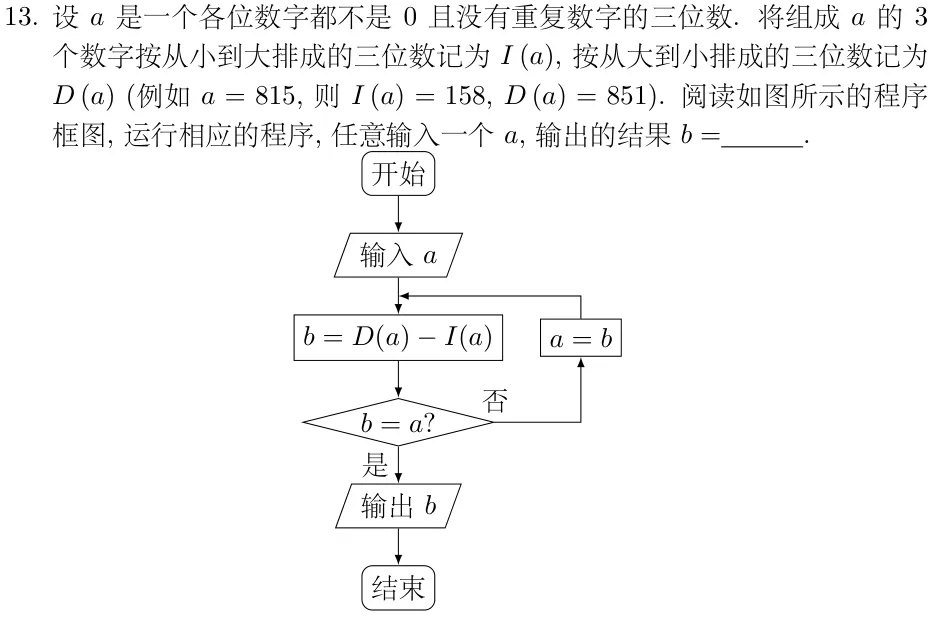 13. 设 a 是一个各位数字都不是 0 且没有重复数字的三位数. 将组成 a 的 3
个数字按从小到大排成的三位数记为 I (a), 按从大到小排成的三位数记为
D (a) (例如 a = 815, 则 I (a) = 158, D (a) = 851). 阅读如图所示的程序
框图, 运行相应的程序, 任意输入一个 a, 输出的结果 b =______.
开始
输入 a
b = D(a) − I(a)
a = b
否
b = a?
是
输出 b
结束